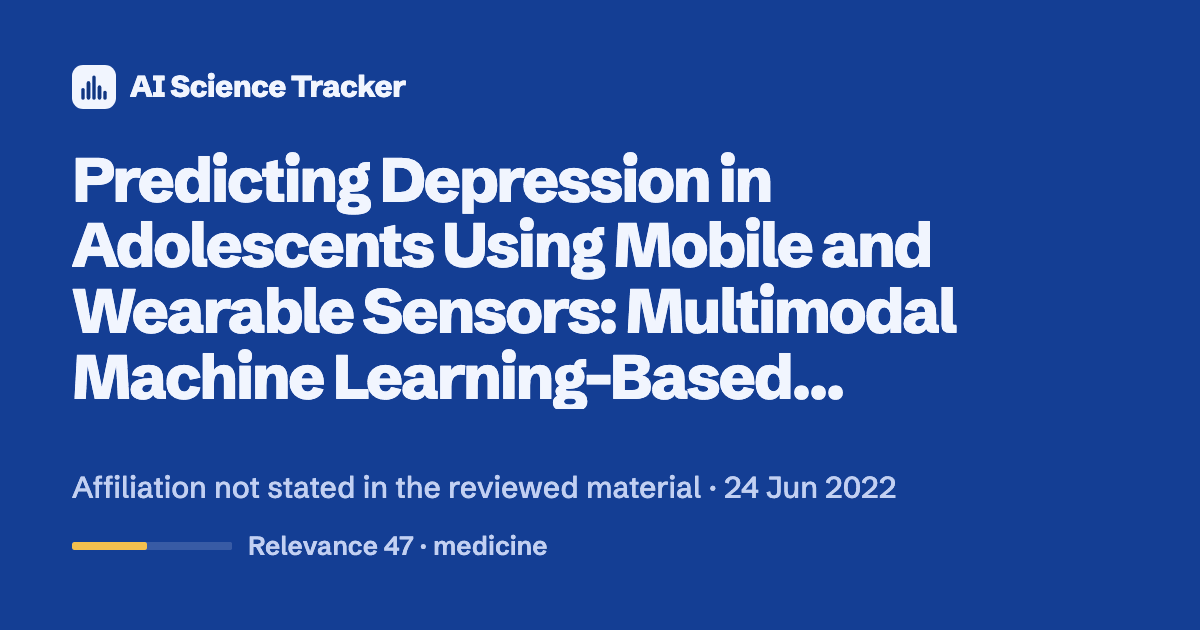 AI Science Tracker
Predicting Depression in
Adolescents Using Mobile and
Wearable Sensors: Multimodal
Machine Learning-Based...
Affiliation not stated in the reviewed material · 24 Jun 2022
Relevance 47 · medicine